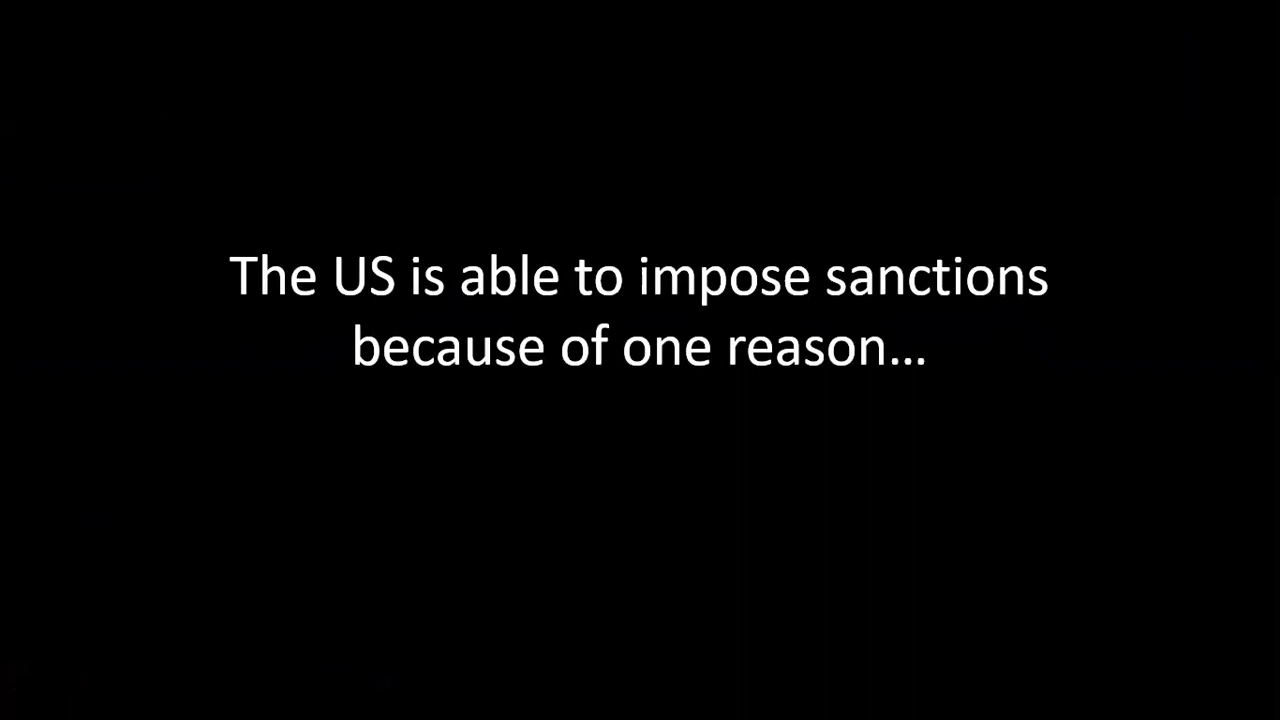 The US is able to impose sanctions
because of one reason…